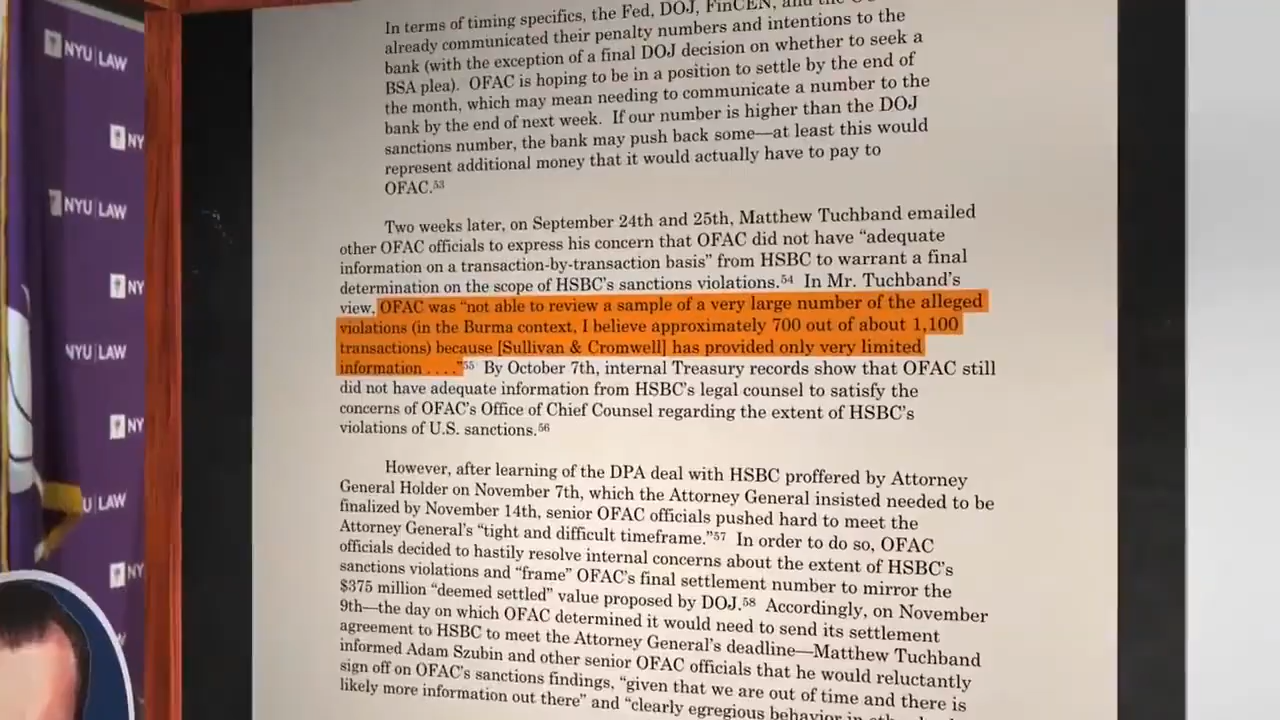 NYU LAW
NY
NYU LAW
NY
NYU LAW
NY
U LAW
NY
In terms of timing specifics, the Fed, DOJ, FinCEN, and the
already communicated their penalty numbers and intentions to the
bank (with the exception of a final DOJ decision on whether to seek a
BSA plea). OFAC is hoping to be in a position to settle by the end of
the month, which may mean needing to communicate a number to the
bank by the end of next week. If our number is higher than the DOJ
sanctions number, the bank may push back some—at least this would
represent additional money that it would actually have to pay to
OFAC.53
Two weeks later, on September 24th and 25th, Matthew Tuchband emailed
other OFAC officials to express his concern that OFAC did not have “adequate
information on a transaction-by-transaction basis” from HSBC to warrant a final
determination on the scope of HSBC’s sanctions violations.54 In Mr. Tuchband’s
view, OFAC was “not able to review a sample of a very large number of the alleged
violations (in the Burma context, I believe approximately 700 out of about 1,100
transactions) because [Sullivan & Cromwell] has provided only very limited
information . . . .”55 By October 7th, internal Treasury records show that OFAC still
did not have adequate information from HSBC’s legal counsel to satisfy the
concerns of OFAC’s Office of Chief Counsel regarding the extent of HSBC’s
violations of U.S. sanctions.56
However, after learning of the DPA deal with HSBC proffered by Attorney
General Holder on November 7th, which the Attorney General insisted needed to be
finalized by November 14th, senior OFAC officials pushed hard to meet the
Attorney General’s “tight and difficult timeframe.”57 In order to do so, OFAC
officials decided to hastily resolve internal concerns about the extent of HSBC’s
sanctions violations and “frame” OFAC’s final settlement number to mirror the
$375 million “deemed settled” value proposed by DOJ.58 Accordingly, on November
9th—the day on which OFAC determined it would need to send its settlement
agreement to HSBC to meet the Attorney General’s deadline—Matthew Tuchband
informed Adam Szubin and other senior OFAC officials that he would reluctantly
sign off on OFAC’s sanctions findings, “given that we are out of time and there is
likely more information out there” and “clearly egregious behavior in